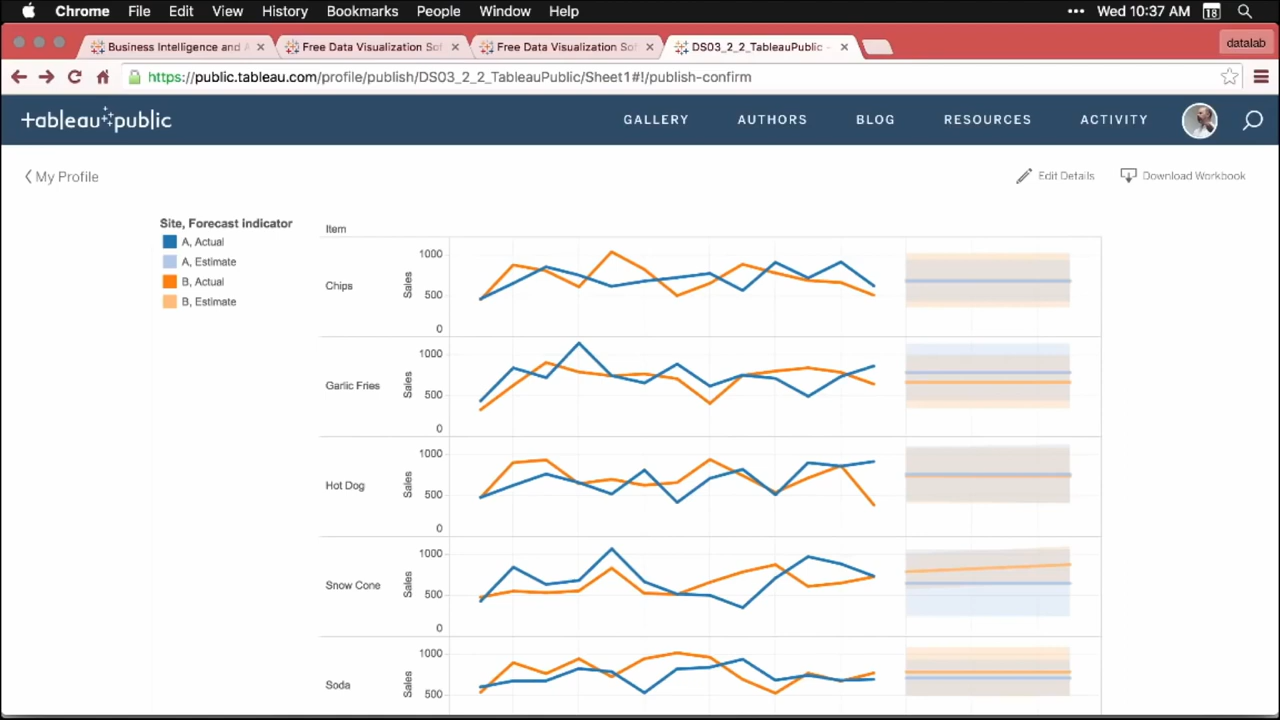 Chrome File Edit View History Bookmarks People Window Help ••• Wed 10:37 AM 18
Business Intelligence and Free Data Visualization Sof Free Data Visualization Sof DS03_2_2_TableauPublic - datalab
https://public.tableau.com/profile/publish/DS03_2_2_TableauPublic/Sheet1#!/publish-confirm
tableau public GALLERY AUTHORS BLOG RESOURCES ACTIVITY
My Profile Edit Details Download Workbook
Site, Forecast indicator
A, Actual
A, Estimate
B, Actual
B, Estimate
Item
Chips Sales 1000 500 0
Garlic Fries Sales 1000 500 0
Hot Dog Sales 1000 500 0
Snow Cone Sales 1000 500 0
Soda Sales 1000 500